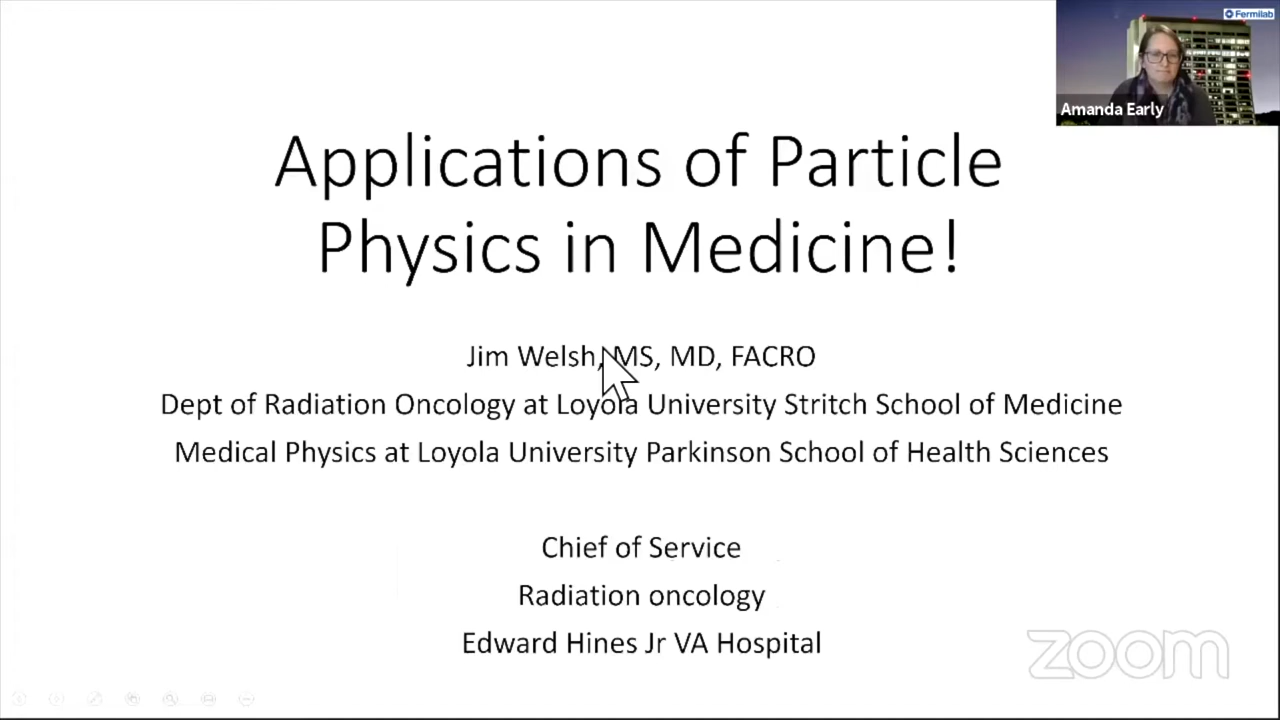 Fermilab
Amanda Early
Applications of Particle
Physics in Medicine!
Jim Welsh, MS, MD, FACRO
Dept of Radiation Oncology at Loyola University Stritch School of Medicine
Medical Physics at Loyola University Parkinson School of Health Sciences
Chief of Service
Radiation oncology
Edward Hines Jr VA Hospital
zoom